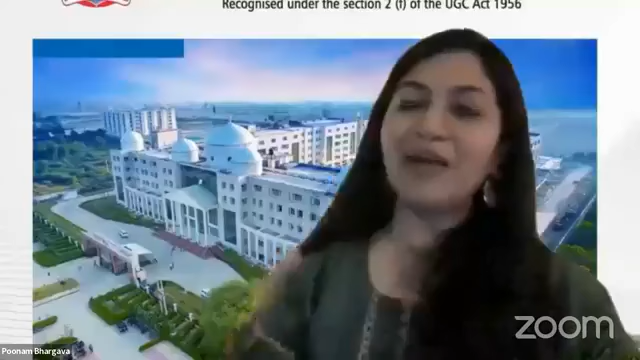 Recognised under the section 2 (f) of the UGC Act 1956
zoom
Poonam Bhargava